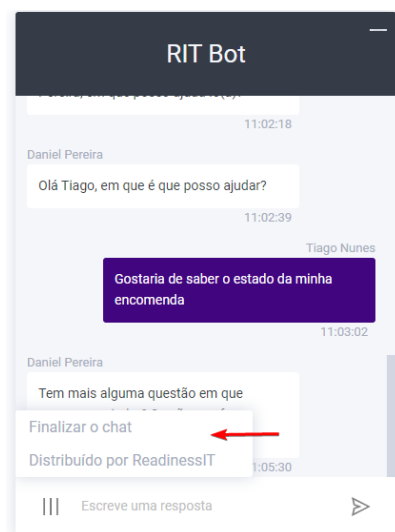 RIT Bot
11:02:18
Daniel Pereira
Olá Tiago, em que é que posso ajudar?
11:02:39
Tiago Nunes
Gostaria de saber o estado da minha
encomenda
11:03:02
Daniel Pereira
Tem mais alguma questão em que
Finalizar o chat
Distribuído por ReadinessIT
1:05:30
Escreve uma resposta